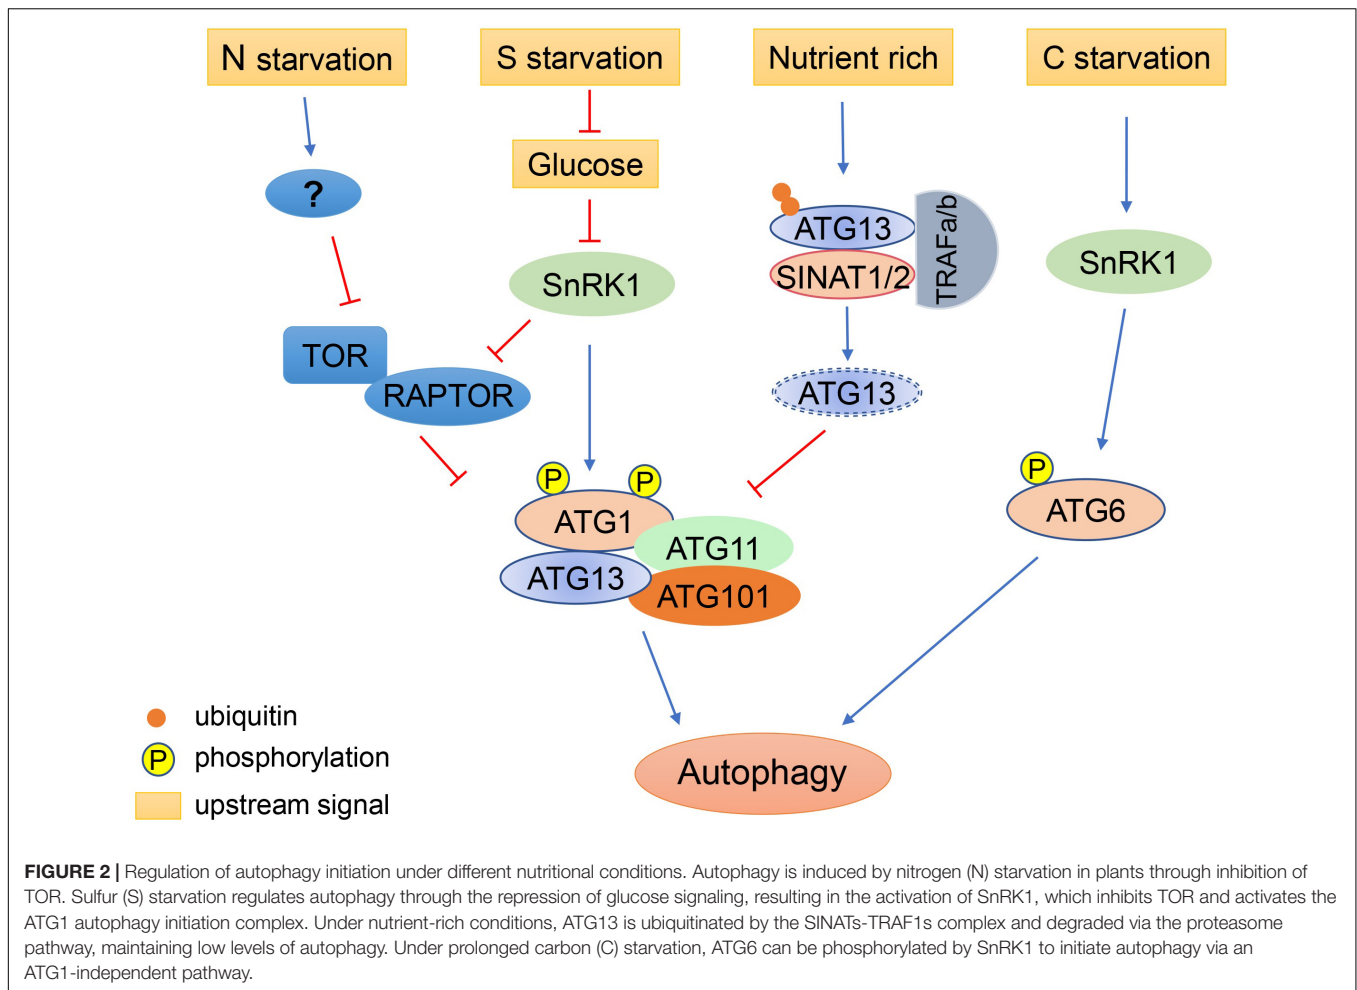 N starvation
S starvation
Nutrient rich
C starvation
?
Glucose
ATG13
TRAFa/b
SINAT1/2
SnRK1
SnRK1
TOR
RAPTOR
ATG13
P
P
P
ATG1
ATG11
ATG13
ATG101
ATG6
ubiquitin
P
phosphorylation
upstream signal
Autophagy
FIGURE 2 | Regulation of autophagy initiation under different nutritional conditions. Autophagy is induced by nitrogen (N) starvation in plants through inhibition of
TOR. Sulfur (S) starvation regulates autophagy through the repression of glucose signaling, resulting in the activation of SnRK1, which inhibits TOR and activates the
ATG1 autophagy initiation complex. Under nutrient-rich conditions, ATG13 is ubiquitinated by the SINATs-TRAF1s complex and degraded via the proteasome
pathway, maintaining low levels of autophagy. Under prolonged carbon (C) starvation, ATG6 can be phosphorylated by SnRK1 to initiate autophagy via an
ATG1-independent pathway.